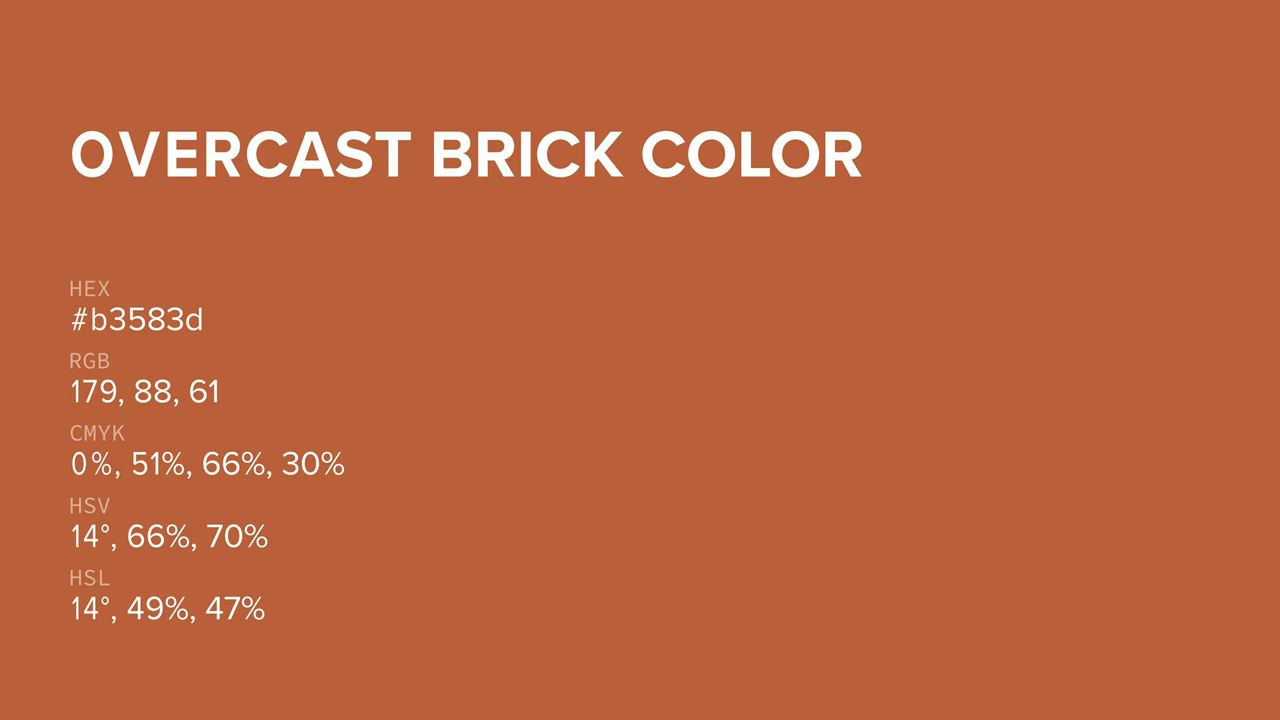 OVERCAST BRICK COLOR
HEX
#b3583d
RGB
179, 88, 61
CMYK
0%, 51%, 66%, 30%
HSV
14°, 66%, 70%
HSL
14°, 49%, 47%